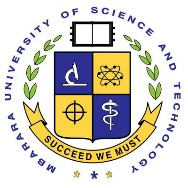 MBARARA UNIVERSITY OF SCIENCE AND TECHNOLOGY
SUCCEED WE MUST